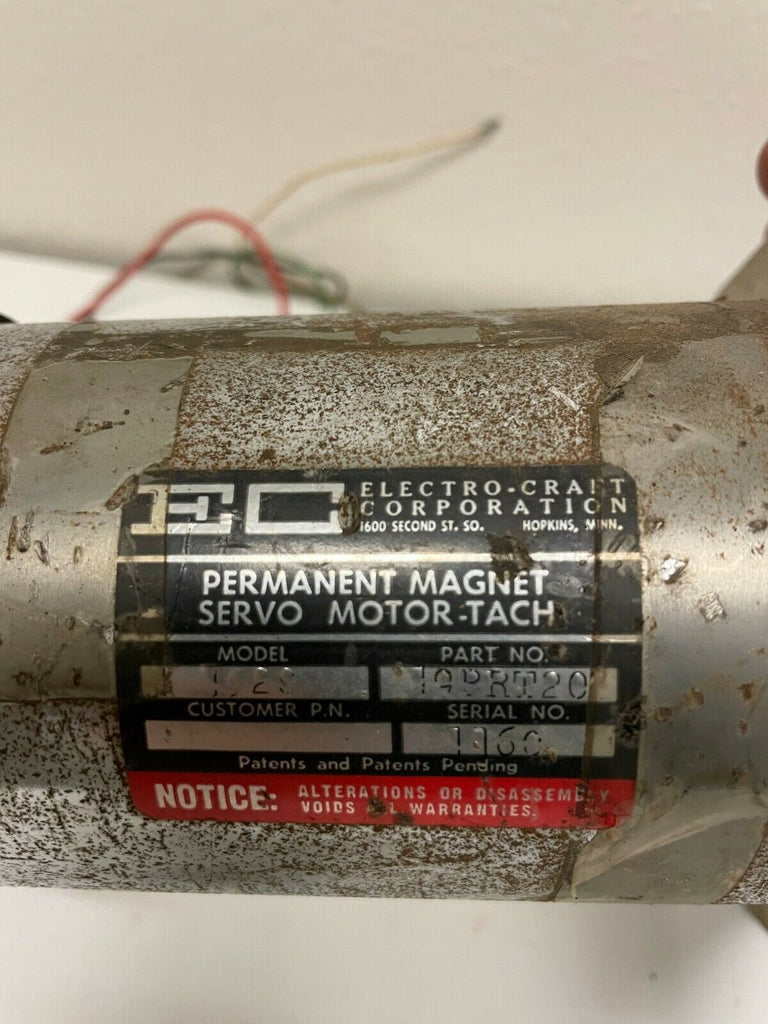 EC ELECTRO-CRAFT
CORPORATION
1600 SECOND ST. SO. HOPKINS, MINN.
PERMANENT MAGNET
SERVO MOTOR-TACH
MODEL PART NO.
CUSTOMER P.N. SERIAL NO.
Patents and Patents Pending
NOTICE: ALTERATIONS OR DISASSEMBLY
VOIDS ALL WARRANTIES.